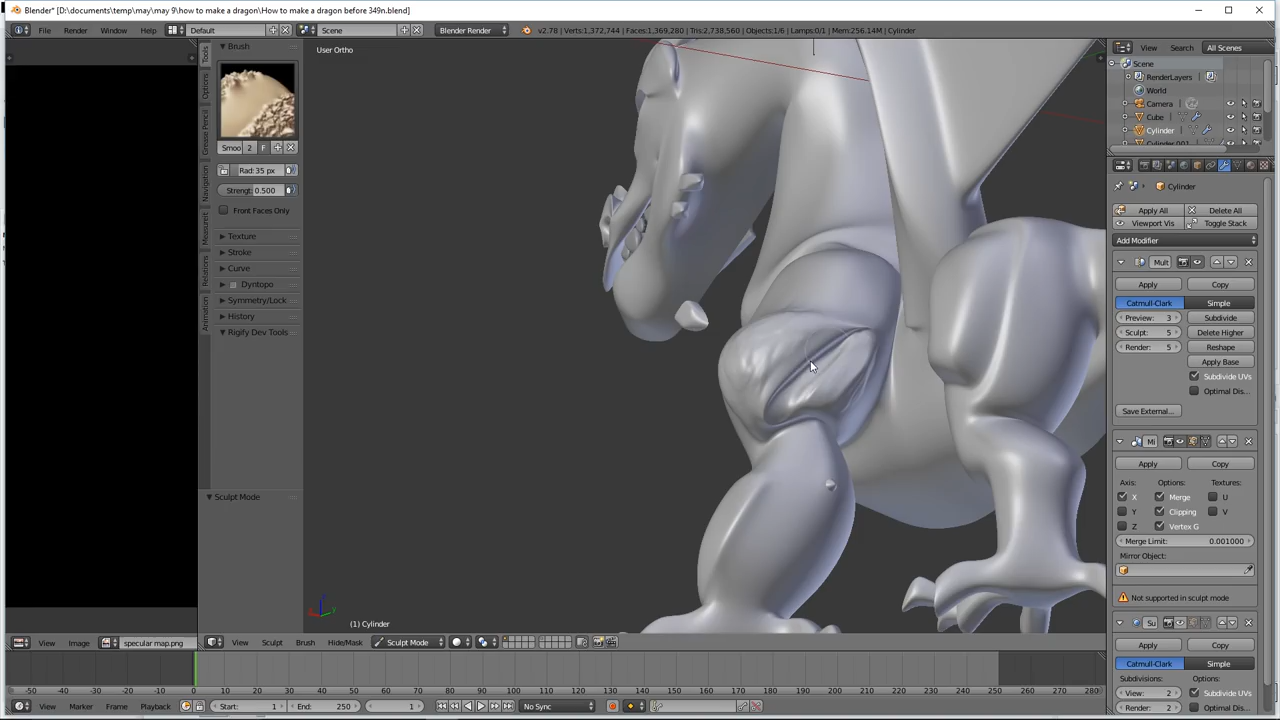 Blender* [D:\documents\temp\may\may 9\how to make a dragon\How to make a dragon before 349n.blend]
File Render Window Help Default Scene Blender Render v2.78 | Verts:1,372,744 | Faces:1,369,280 | Tris:2,738,560 | Objects:1/6 | Lamps:0/1 | Mem:256.14M | Cylinder
Brush
User Ortho
Tools
Options
Grease Pencil
Navigation
Measureit
Relations
Animation
Smoo 2 F
Rad: 35 px
Strengt: 0.500
Front Faces Only
Texture
Stroke
Curve
Dyntopo
Symmetry/Lock
History
Rigify Dev Tools
Sculpt Mode
(1) Cylinder
View Image specular map.png
View Sculpt Brush Hide/Mask Sculpt Mode
-50 -40 -30 -20 -10 0 10 20 30 40 50 60 70 80 90 100 110 120 130 140 150 160 170 180 190 200 210 220 230 240 250 260 270 280
View Marker Frame Playback Start: 1 End: 250 1 No Sync
View Search All Scenes
Scene
RenderLayers
World
Camera
Cube
Cylinder
Cylinder.001
Cylinder
Apply All Delete All
Viewport Vis Toggle Stack
Add Modifier
Mult
Apply Copy
Catmull-Clark Simple
Preview: 3 Subdivide
Sculpt: 5 Delete Higher
Render: 5 Reshape
Apply Base
Subdivide UVs
Optimal Dis...
Save External...
Mi
Apply Copy
Axis: Options: Textures:
X Merge U
Y Clipping V
Z Vertex G
Merge Limit: 0.001000
Mirror Object:
Not supported in sculpt mode
Su
Apply Copy
Catmull-Clark Simple
Subdivisions: Options:
View: 2 Subdivide UVs
Render: 2 Optimal Dis...